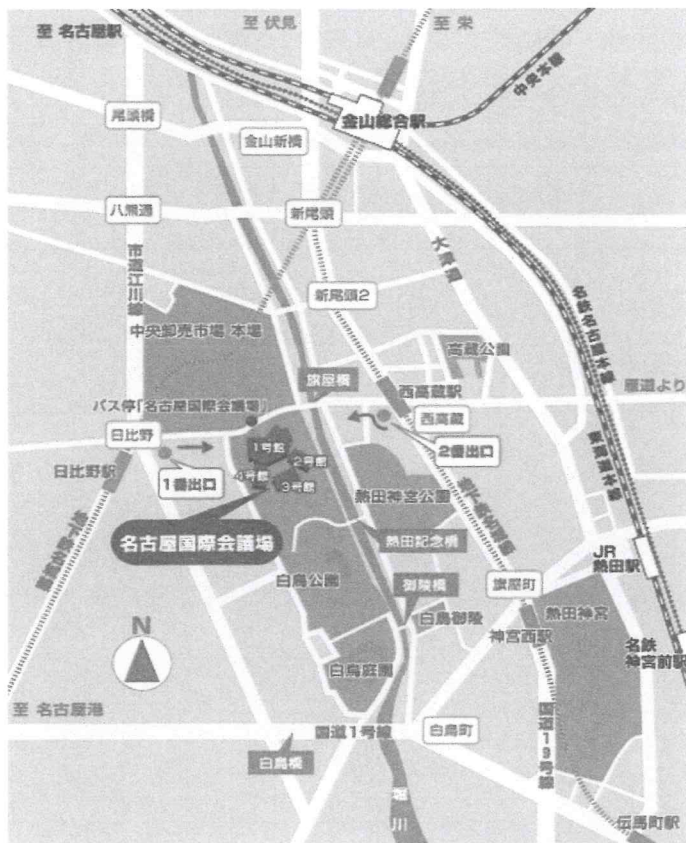 至 名古屋駅
至 伏見
至 栄
中央本線
尾頭橋
金山総合駅
金山新橋
八熊通
新尾頭
市道江川線
大津通
名鉄名古屋本線
東海道本線
新尾頭2
中央卸売市場 本場
高蔵公園
旗屋橋
西高蔵駅
雁道より
バス停「名古屋国際会議場」
西高蔵
日比野
1号館
2号館
2番出口
日比野駅
1番出口
4号館
3号館
熱田神宮公園
名古屋国際会議場
熱田記念橋
JR
熱田駅
白鳥公園
御陵橋
旗屋町
熱田神宮
N
白鳥御陵
神宮西駅
名鉄
神宮前駅
白鳥庭園
至 名古屋港
国道1号線
白鳥町
国道19号線
白鳥橋
堀川
伝馬町駅